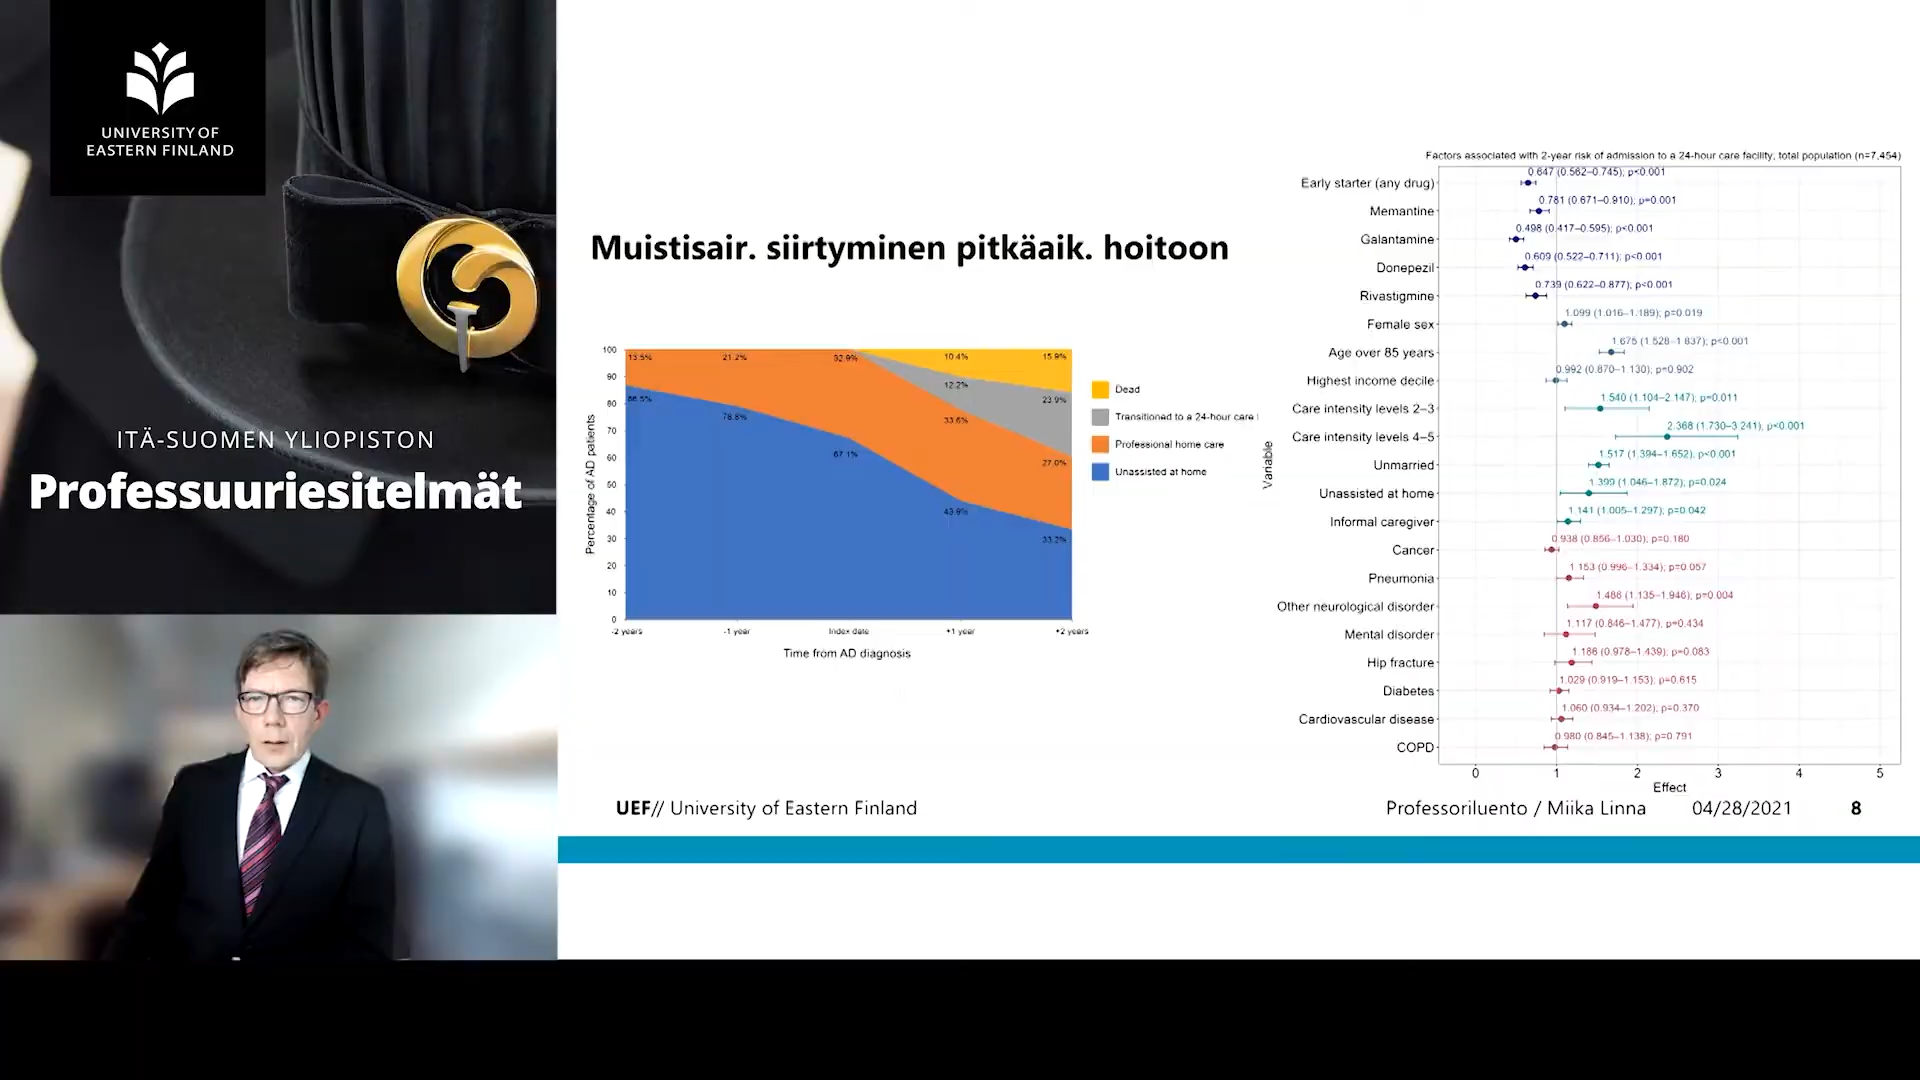 UNIVERSITY OF
EASTERN FINLAND
ITÄ-SUOMEN YLIOPISTON
Professuuriesitelmät
Muistisair. siirtyminen pitkäaik. hoitoon
Percentage of AD patients
100
90
80
70
60
50
40
30
20
10
0
13.5%
21.2%
32.9%
10.4%
15.9%
86.5%
78.8%
67.1%
12.2%
23.9%
33.6%
27.0%
43.8%
33.2%
-2 years
-1 year
Index date
+1 year
+2 years
Time from AD diagnosis
Dead
Transitioned to a 24-hour care
Professional home care
Unassisted at home
Factors associated with 2-year risk of admission to a 24-hour care facility; total population (n=7,454)
Variable
Early starter (any drug) 0.647 (0.562–0.745); p<0.001
Memantine 0.781 (0.671–0.910); p=0.001
Galantamine 0.498 (0.417–0.595); p<0.001
Donepezil 0.609 (0.522–0.711); p<0.001
Rivastigmine 0.739 (0.622–0.877); p<0.001
Female sex 1.099 (1.016–1.189); p=0.019
Age over 85 years 1.675 (1.528–1.837); p<0.001
Highest income decile 0.992 (0.870–1.130); p=0.902
Care intensity levels 2–3 1.540 (1.104–2.147); p=0.011
Care intensity levels 4–5 2.368 (1.730–3.241); p<0.001
Unmarried 1.517 (1.394–1.652); p<0.001
Unassisted at home 1.399 (1.046–1.872); p=0.024
Informal caregiver 1.141 (1.005–1.297); p=0.042
Cancer 0.938 (0.856–1.030); p=0.180
Pneumonia 1.153 (0.996–1.334); p=0.057
Other neurological disorder 1.486 (1.135–1.946); p=0.004
Mental disorder 1.117 (0.846–1.477); p=0.434
Hip fracture 1.186 (0.978–1.439); p=0.083
Diabetes 1.029 (0.919–1.153); p=0.615
Cardiovascular disease 1.060 (0.934–1.202); p=0.370
COPD 0.980 (0.845–1.138); p=0.791
0 1 2 3 4 5
Effect
UEF// University of Eastern Finland
Professoriluento / Miika Linna 04/28/2021 8